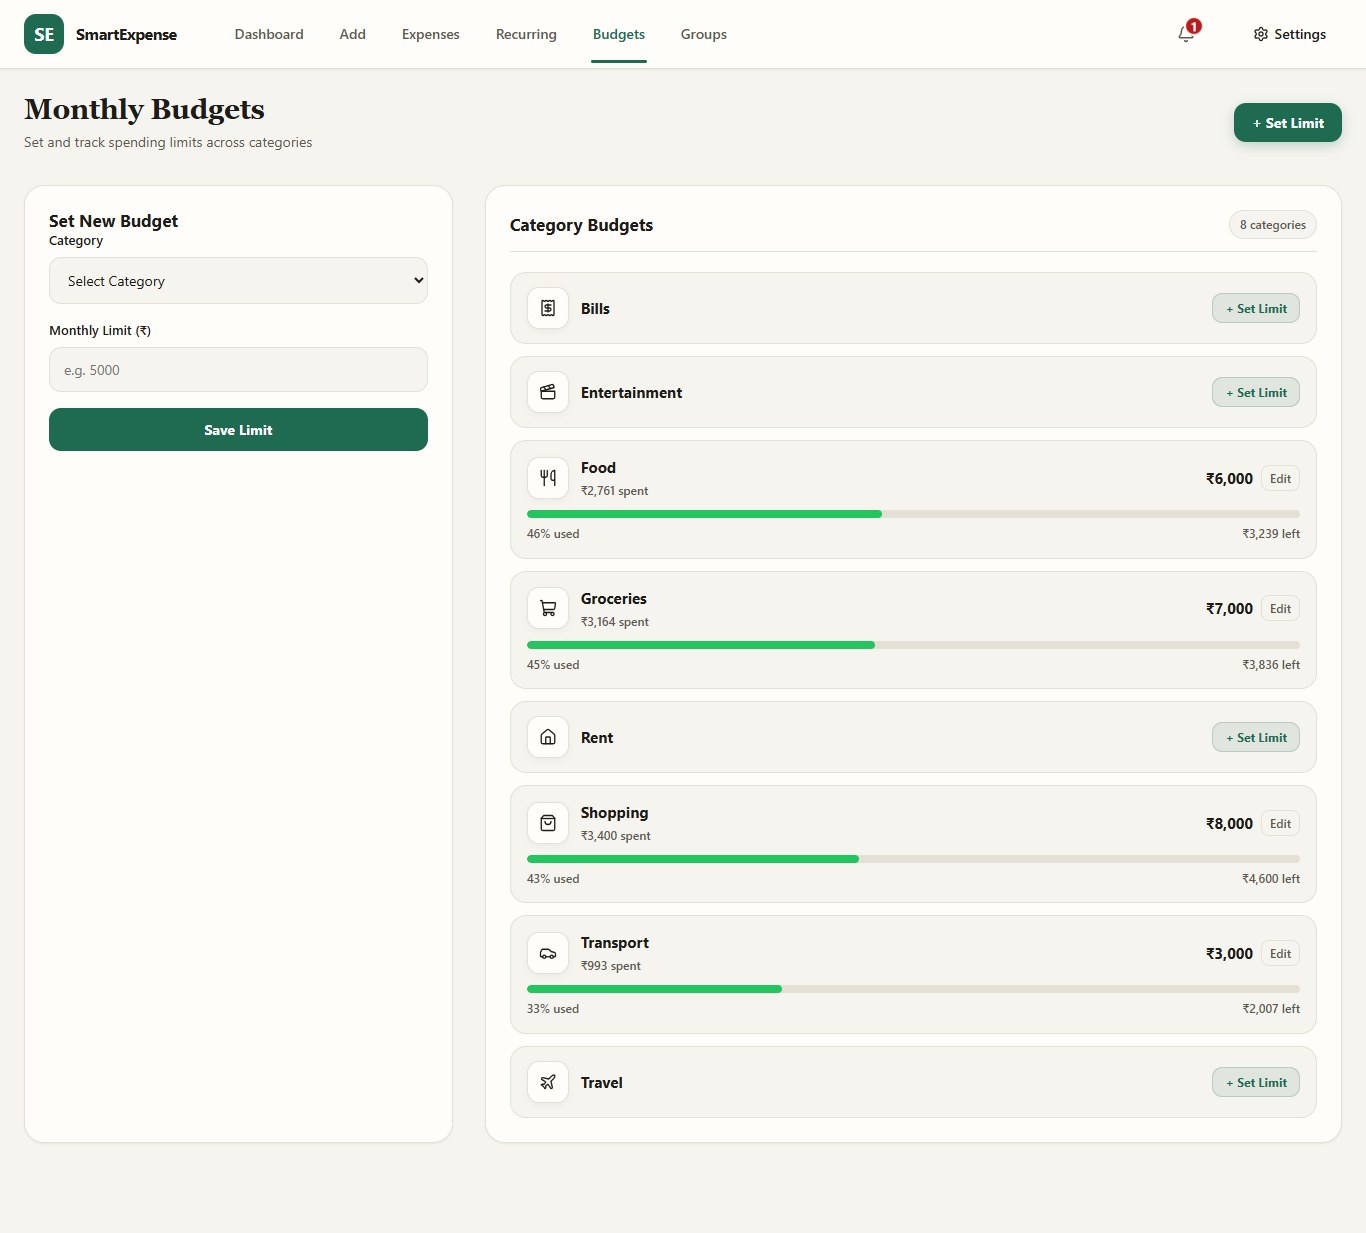 SE SmartExpense Dashboard Add Expenses Recurring Budgets Groups 1 Settings
Monthly Budgets
Set and track spending limits across categories
+ Set Limit
Set New Budget
Category
Select Category
Monthly Limit (₹)
e.g. 5000
Save Limit
Category Budgets
8 categories
Bills
+ Set Limit
Entertainment
+ Set Limit
Food
₹2,761 spent
₹6,000 Edit
46% used
₹3,239 left
Groceries
₹3,164 spent
₹7,000 Edit
45% used
₹3,836 left
Rent
+ Set Limit
Shopping
₹3,400 spent
₹8,000 Edit
43% used
₹4,600 left
Transport
₹993 spent
₹3,000 Edit
33% used
₹2,007 left
Travel
+ Set Limit